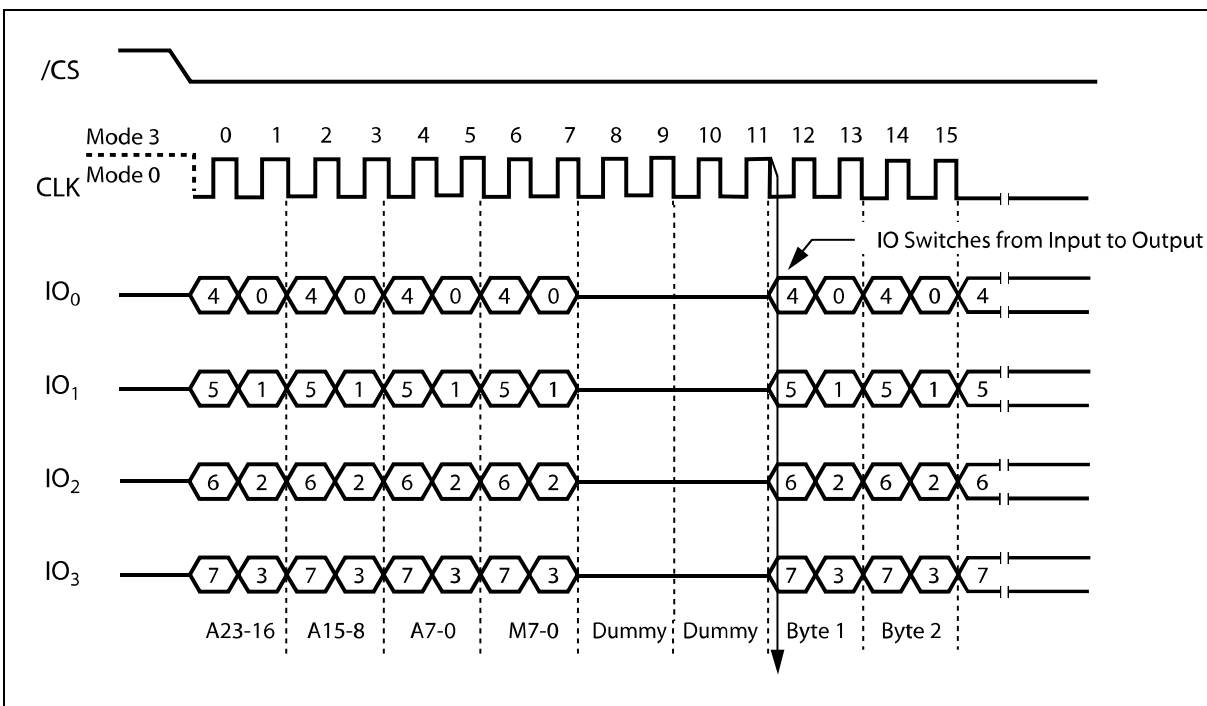 /CS
Mode 3
0 1 2 3 4 5 6 7 8 9 10 11 12 13 14 15
CLK Mode 0
IO Switches from Input to Output
IO0 4 0 4 0 4 0 4 0 4 0 4 0 4
IO1 5 1 5 1 5 1 5 1 5 1 5 1 5
IO2 6 2 6 2 6 2 6 2 6 2 6 2 6
IO3 7 3 7 3 7 3 7 3 7 3 7 3 7
A23-16 A15-8 A7-0 M7-0 Dummy Dummy Byte 1 Byte 2